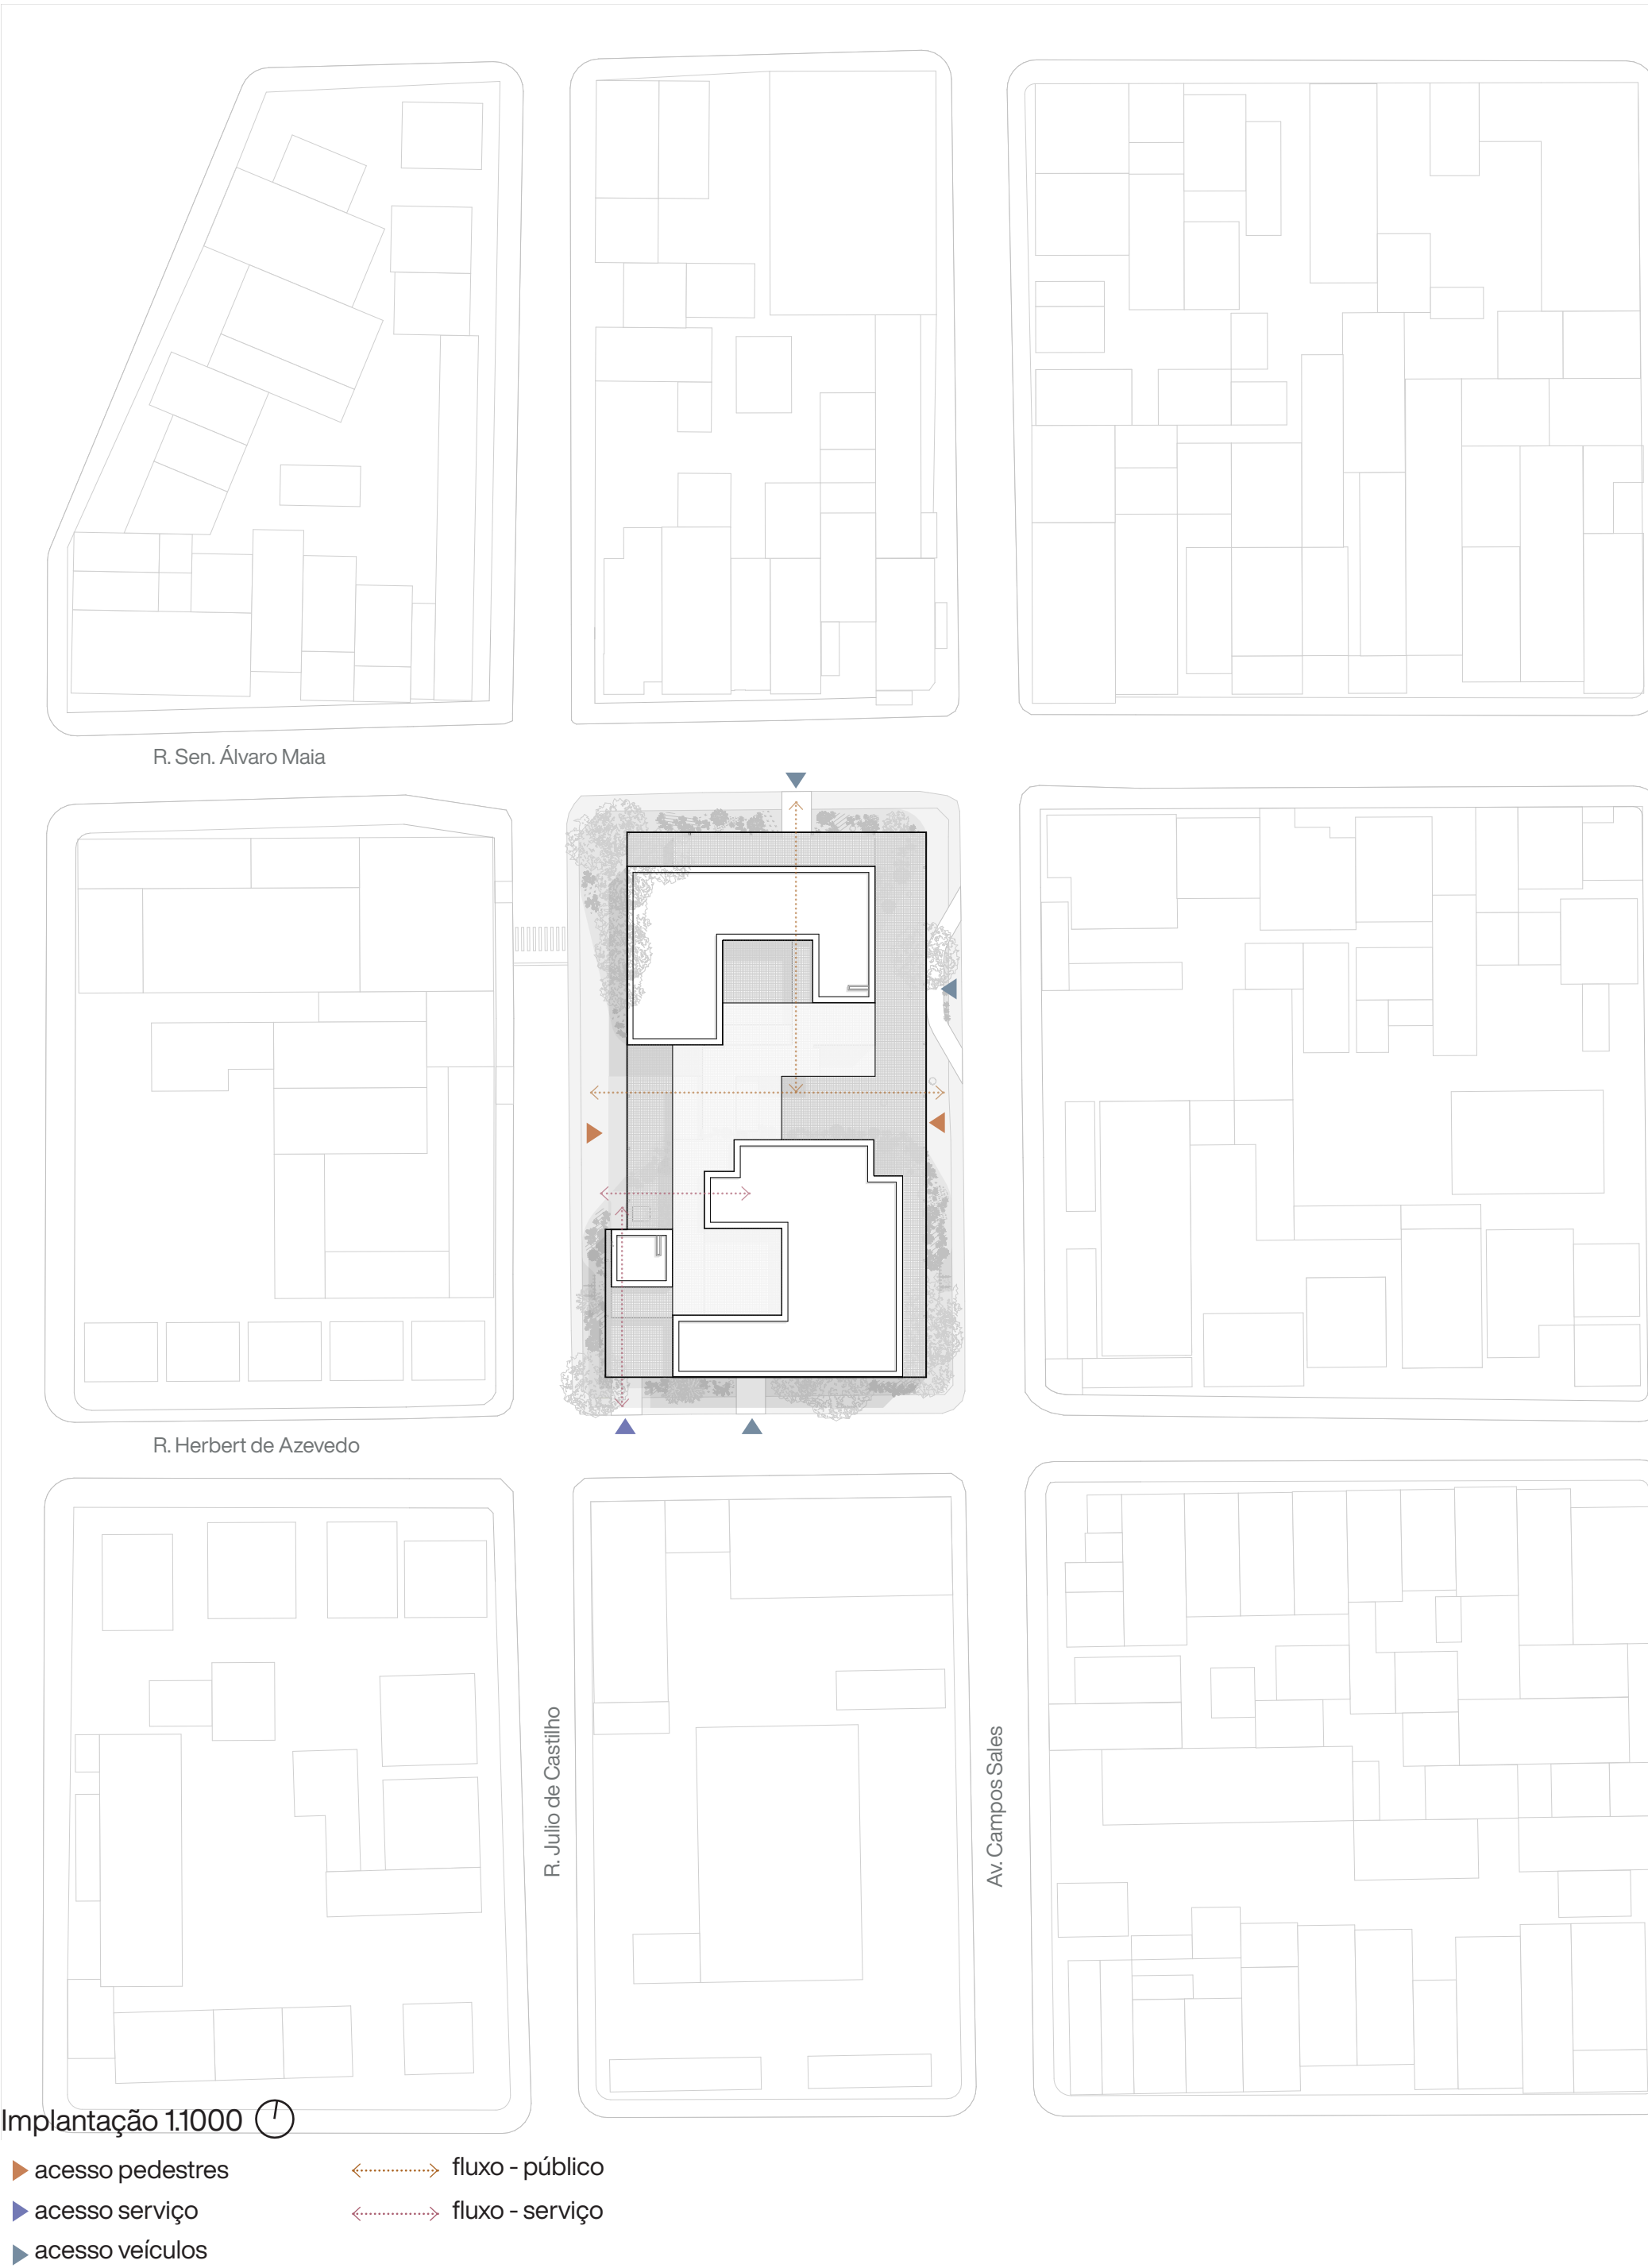 R. Sen. Álvaro Maia
R. Herbert de Azevedo
R. Julio de Castilho
Av. Campos Sales
Implantação 1.1000
acesso pedestres
fluxo - público
acesso serviço
fluxo - serviço
acesso veículos